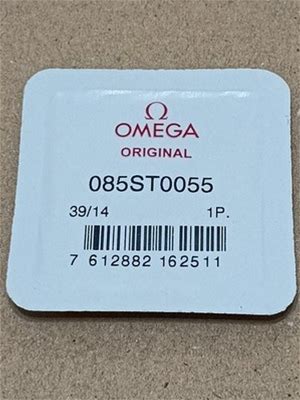 Ω
OMEGA
ORIGINAL
085ST0055
39/14 1P.
7 612882 162511